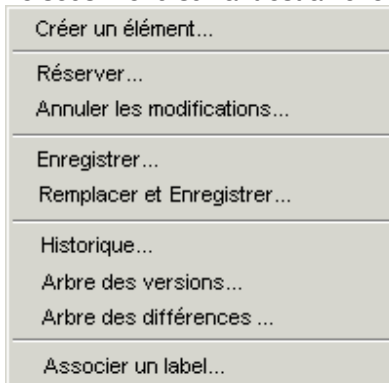 Créer un élément...
Réserver...
Annuler les modifications...
Enregistrer...
Remplacer et Enregistrer...
Historique...
Arbre des versions...
Arbre des différences ...
Associer un label...